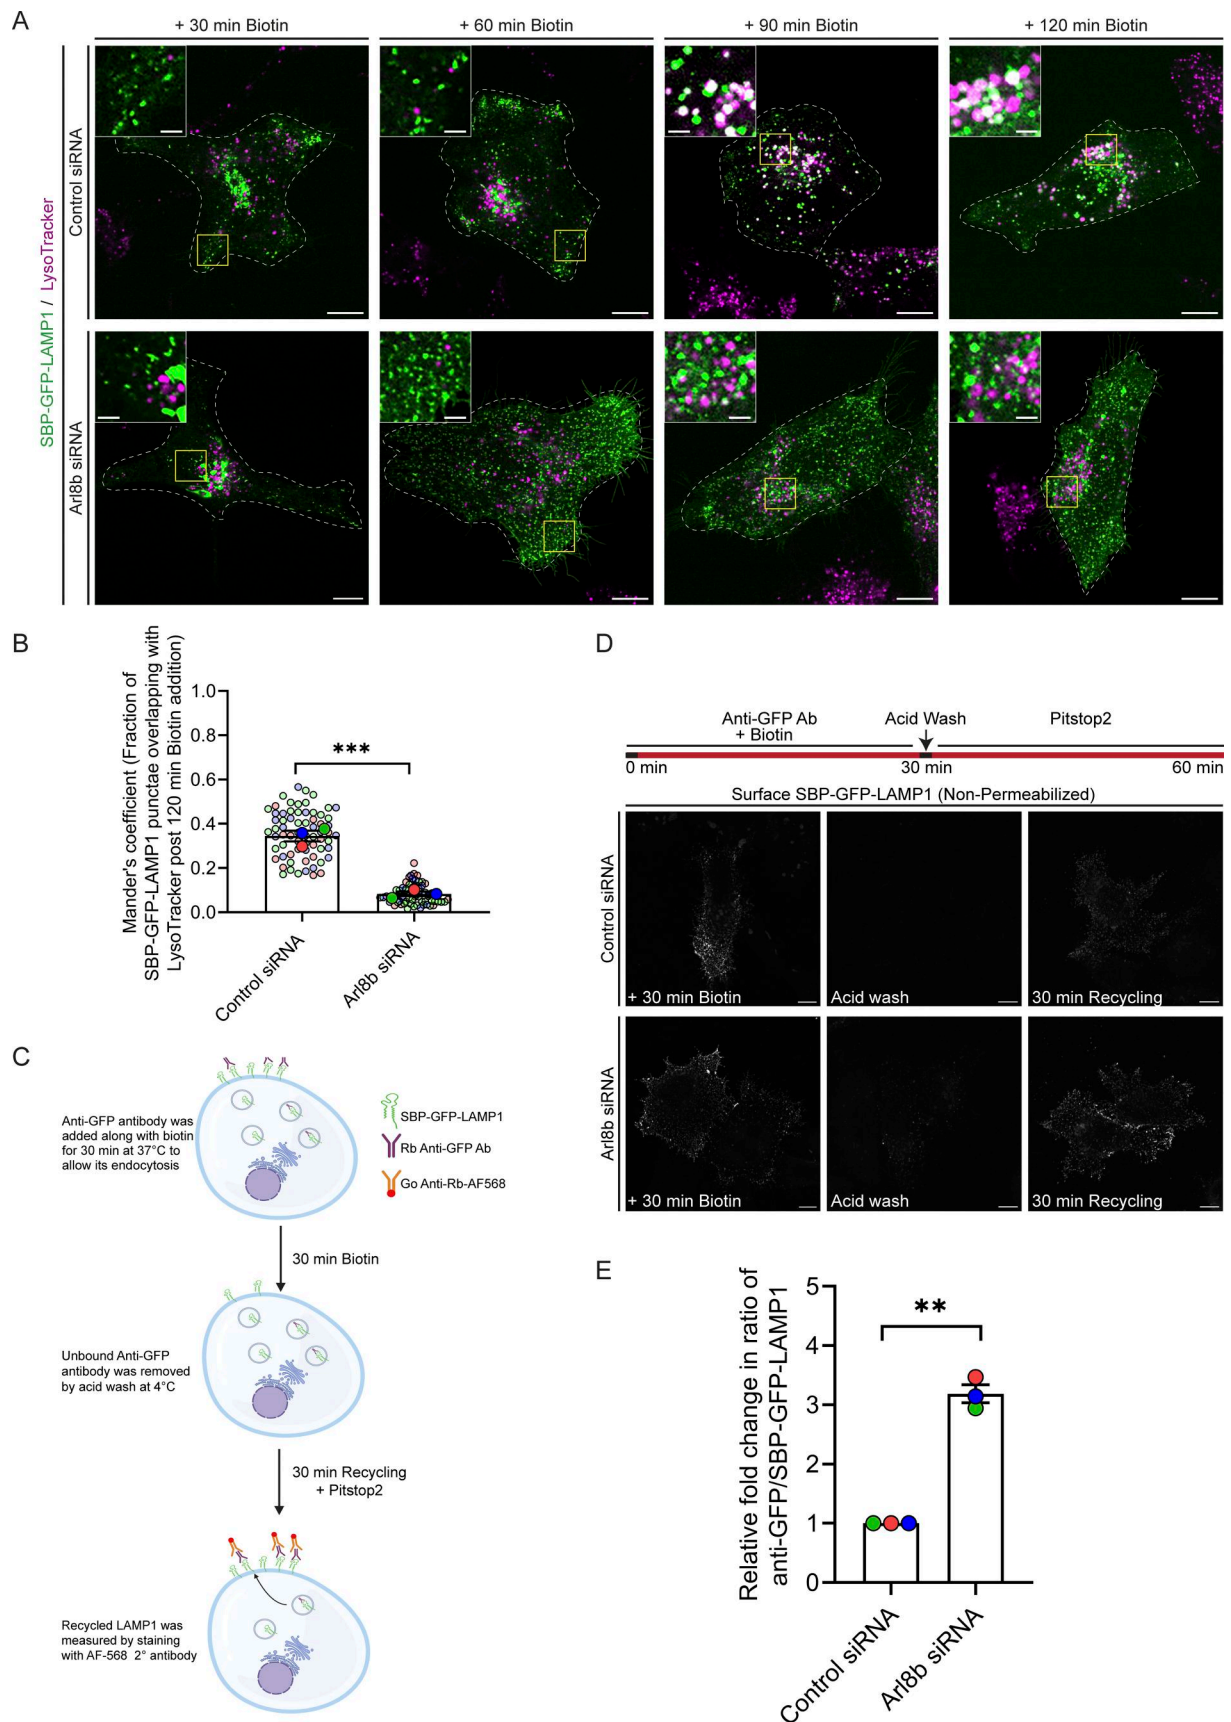 A
+ 30 min Biotin
+ 60 min Biotin
+ 90 min Biotin
+ 120 min Biotin
SBP-GFP-LAMP1 / LysoTracker
Control siRNA
Arl8b siRNA
B
Mander's coefficient (Fraction of
SBP-GFP-LAMP1 punctae overlapping with
LysoTracker post 120 min Biotin addition)
1.0
0.8
0.6
0.4
0.2
0.0
***
Control siRNA
Arl8b siRNA
C
Anti-GFP antibody was
added along with biotin
for 30 min at 37°C to
allow its endocytosis
SBP-GFP-LAMP1
Rb Anti-GFP Ab
Go Anti-Rb-AF568
30 min Biotin
Unbound Anti-GFP
antibody was removed
by acid wash at 4°C
30 min Recycling
+ Pitstop2
Recycled LAMP1 was
measured by staining
with AF-568 2° antibody
D
Anti-GFP Ab
+ Biotin
Acid Wash
Pitstop2
0 min
30 min
60 min
Surface SBP-GFP-LAMP1 (Non-Permeabilized)
Control siRNA
+ 30 min Biotin
Acid wash
30 min Recycling
Arl8b siRNA
+ 30 min Biotin
Acid wash
30 min Recycling
E
Relative fold change in ratio of
anti-GFP/SBP-GFP-LAMP1
5
4
3
2
1
0
**
Control siRNA
Arl8b siRNA